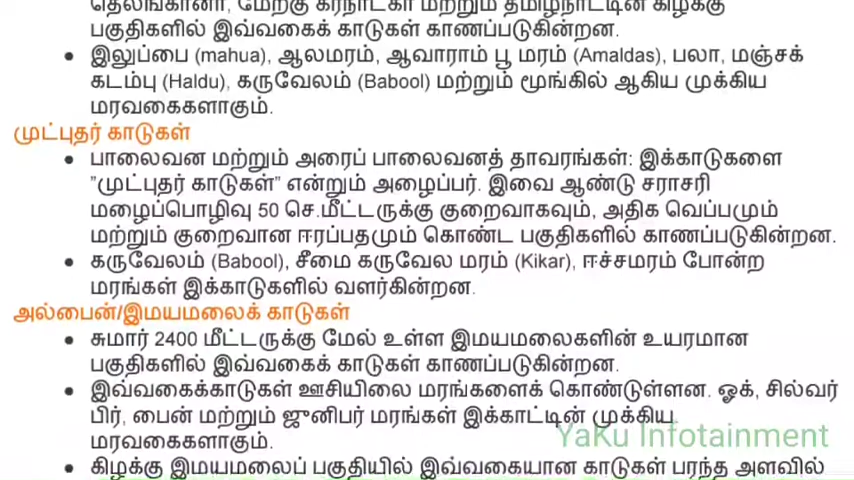 தெலங்கானா, மேற்கு கர்நாடகா மற்றும் தமிழ்நாட்டின் கிழக்கு
பகுதிகளில் இவ்வகைக் காடுகள் காணப்படுகின்றன.
● இலுப்பை (mahua), ஆலமரம், ஆவாராம் பூ மரம் (Amaldas), பலா, மஞ்சக்
கடம்பு (Haldu), கருவேலம் (Babool) மற்றும் மூங்கில் ஆகிய முக்கிய
மரவகைகளாகும்.
முட்புதர் காடுகள்
● பாலைவன மற்றும் அரைப் பாலைவனத் தாவரங்கள்: இக்காடுகளை
”முட்புதர் காடுகள்” என்றும் அழைப்பர். இவை ஆண்டு சராசரி
மழைப்பொழிவு 50 செ.மீட்டருக்கு குறைவாகவும், அதிக வெப்பமும்
மற்றும் குறைவான ஈரப்பதமும் கொண்ட பகுதிகளில் காணப்படுகின்றன.
● கருவேலம் (Babool), சீமை கருவேல மரம் (Kikar), ஈச்சமரம் போன்ற
மரங்கள் இக்காடுகளில் வளர்கின்றன.
அல்பைன்/இமயமலைக் காடுகள்
● சுமார் 2400 மீட்டருக்கு மேல் உள்ள இமயமலைகளின் உயரமான
பகுதிகளில் இவ்வகைக் காடுகள் காணப்படுகின்றன.
● இவ்வகைக்காடுகள் ஊசியிலை மரங்களைக் கொண்டுள்ளன. ஓக், சில்வர்
பிர், பைன் மற்றும் ஜுனிபர் மரங்கள் இக்காட்டின் முக்கிய
மரவகைகளாகும்.
YaKu Infotainment
● கிழக்கு இமயமலைப் பகுதியில் இவ்வகையான காடுகள் பரந்த அளவில்